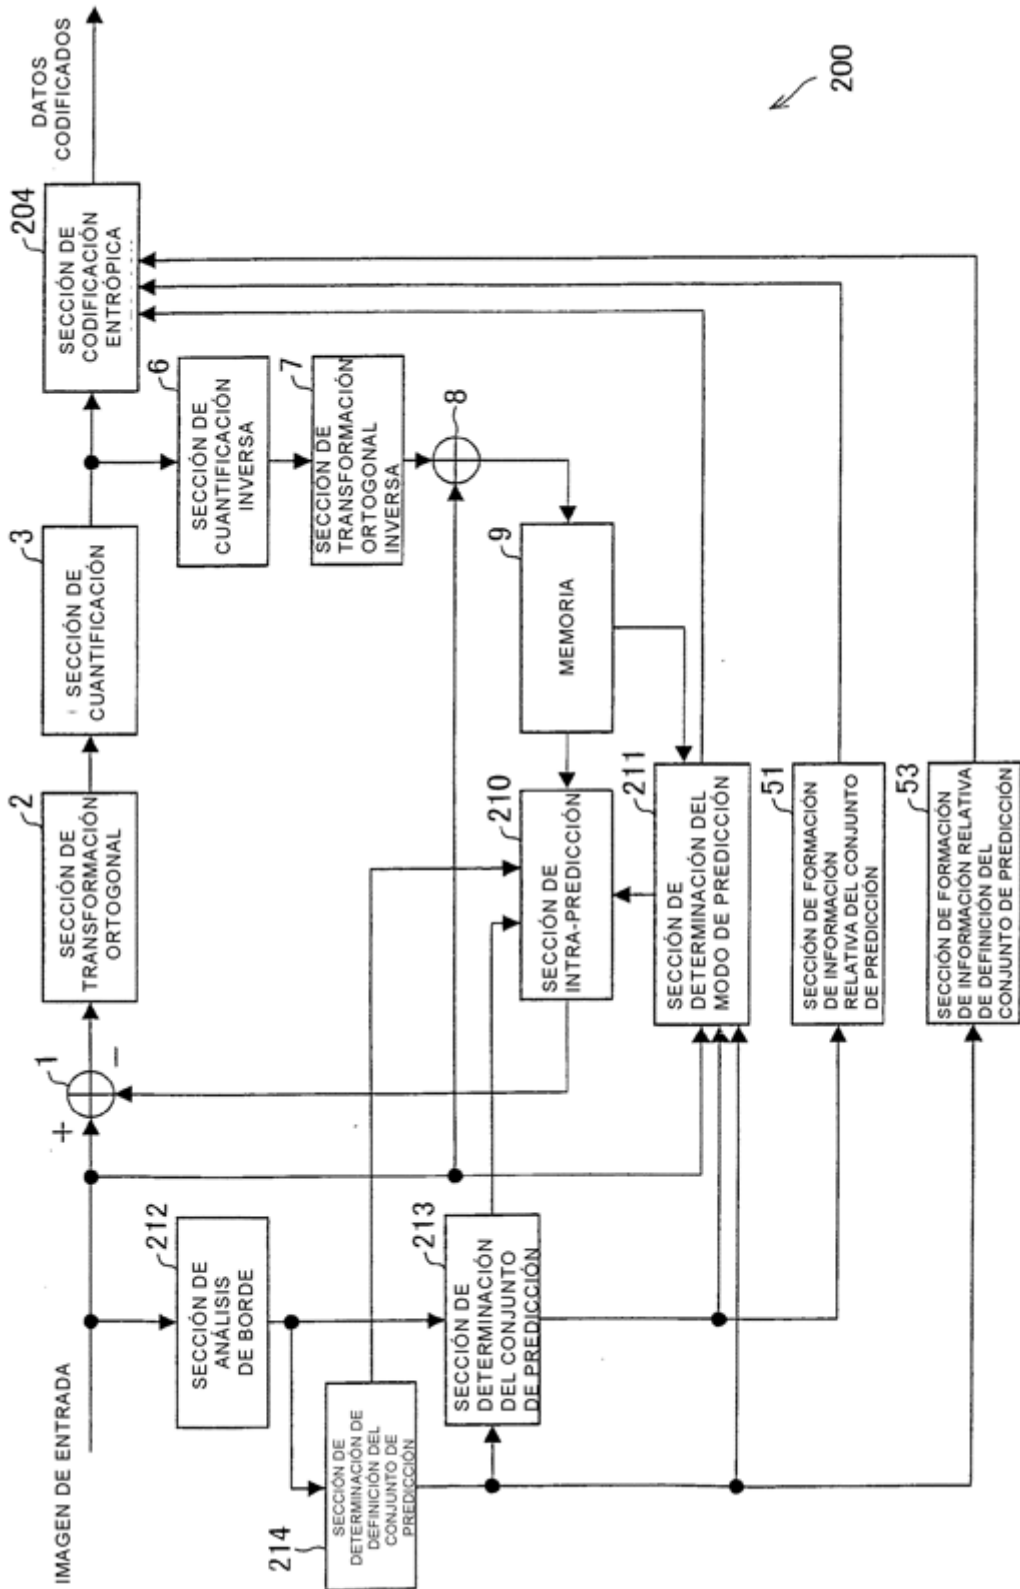 IMAGEN DE ENTRADA
+
1
−
2
SECCIÓN DE
TRANSFORMACIÓN
ORTOGONAL
3
SECCIÓN DE
CUANTIFICACIÓN
204
SECCIÓN DE
CODIFICACIÓN
ENTRÓPICA
DATOS
CODIFICADOS
6
SECCIÓN DE
CUANTIFICACIÓN
INVERSA
7
SECCIÓN DE
TRANSFORMACIÓN
ORTOGONAL
INVERSA
8
212
SECCIÓN DE
ANÁLISIS
DE BORDE
214
SECCIÓN DE
DETERMINACIÓN DE
DEFINICIÓN DEL
CONJUNTO DE
PREDICCIÓN
213
SECCIÓN DE
DETERMINACIÓN
DEL CONJUNTO
DE PREDICCIÓN
9
MEMORIA
210
SECCIÓN DE
INTRA-PREDICCIÓN
211
SECCIÓN DE
DETERMINACIÓN DEL
MODO DE PREDICCIÓN
51
SECCIÓN DE FORMACIÓN
DE INFORMACIÓN
RELATIVA DEL CONJUNTO
DE PREDICCIÓN
53
SECCIÓN DE FORMACIÓN
DE INFORMACIÓN RELATIVA
DE DEFINICIÓN DEL
CONJUNTO DE PREDICCIÓN
200